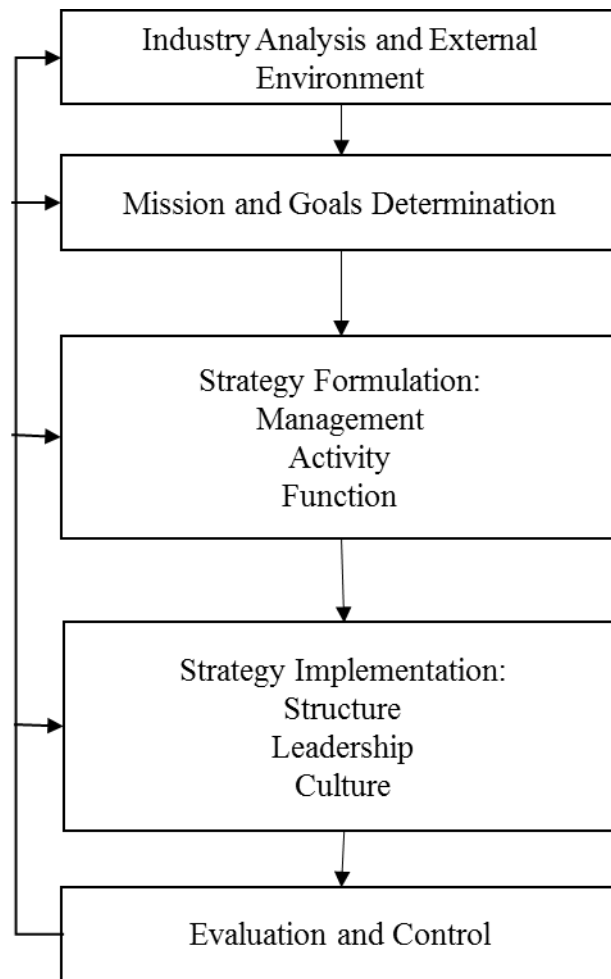 Industry Analysis and External
Environment
Mission and Goals Determination
Strategy Formulation:
Management
Activity
Function
Strategy Implementation:
Structure
Leadership
Culture
Evaluation and Control